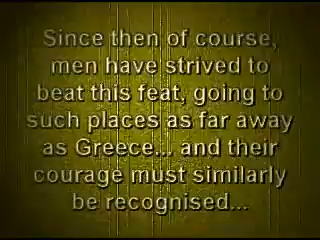 Since then of course,
men have strived to
beat this feat, going to
such places as far away
as Greece... and their
courage must similarly
be recognised...